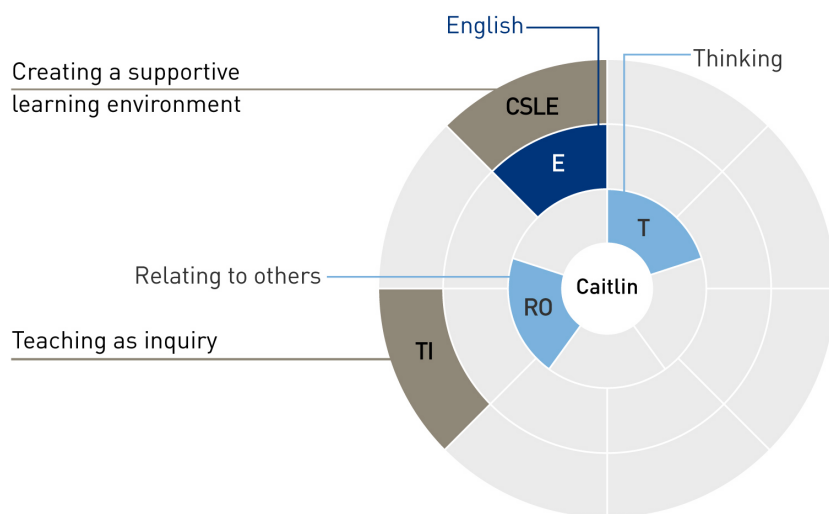 English
Thinking
Creating a supportive
learning environment
CSLE
E
T
Relating to others
Caitlin
RO
Teaching as inquiry
TI